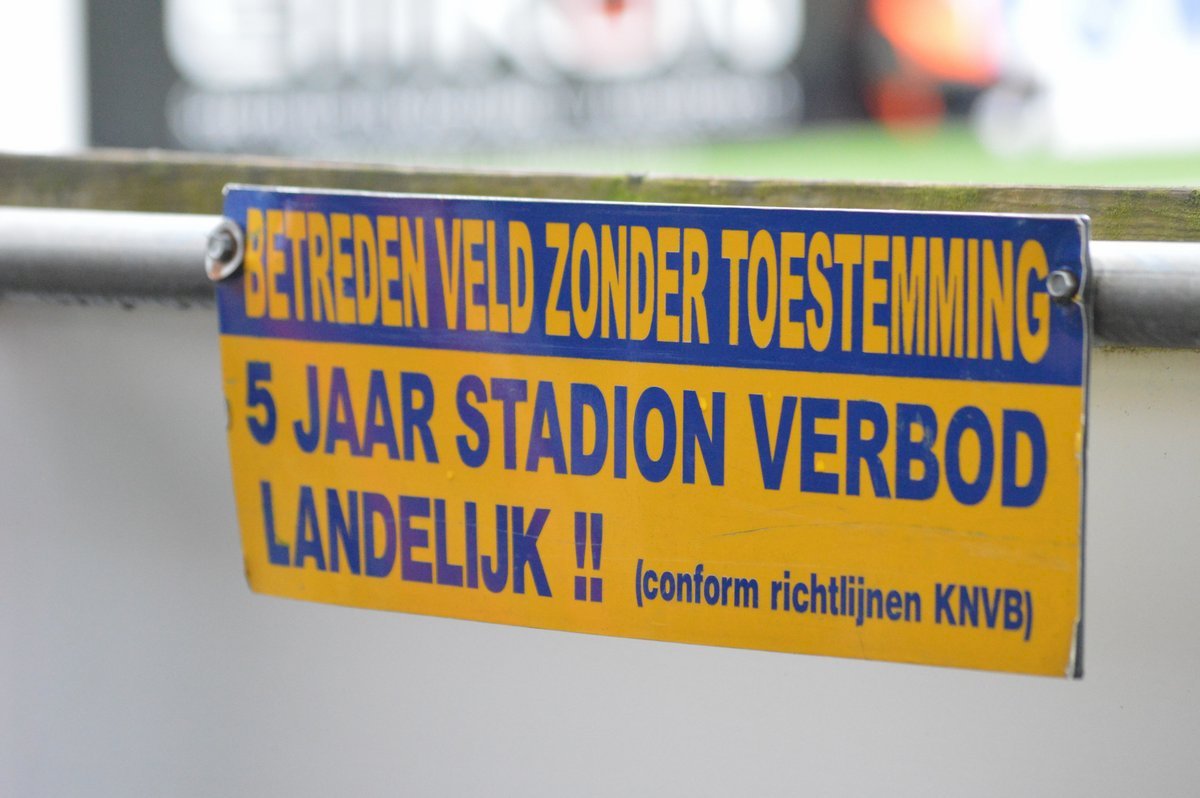 BETREDEN VELD ZONDER TOESTEMMING
5 JAAR STADION VERBOD
LANDELIJK !! (conform richtlijnen KNVB)